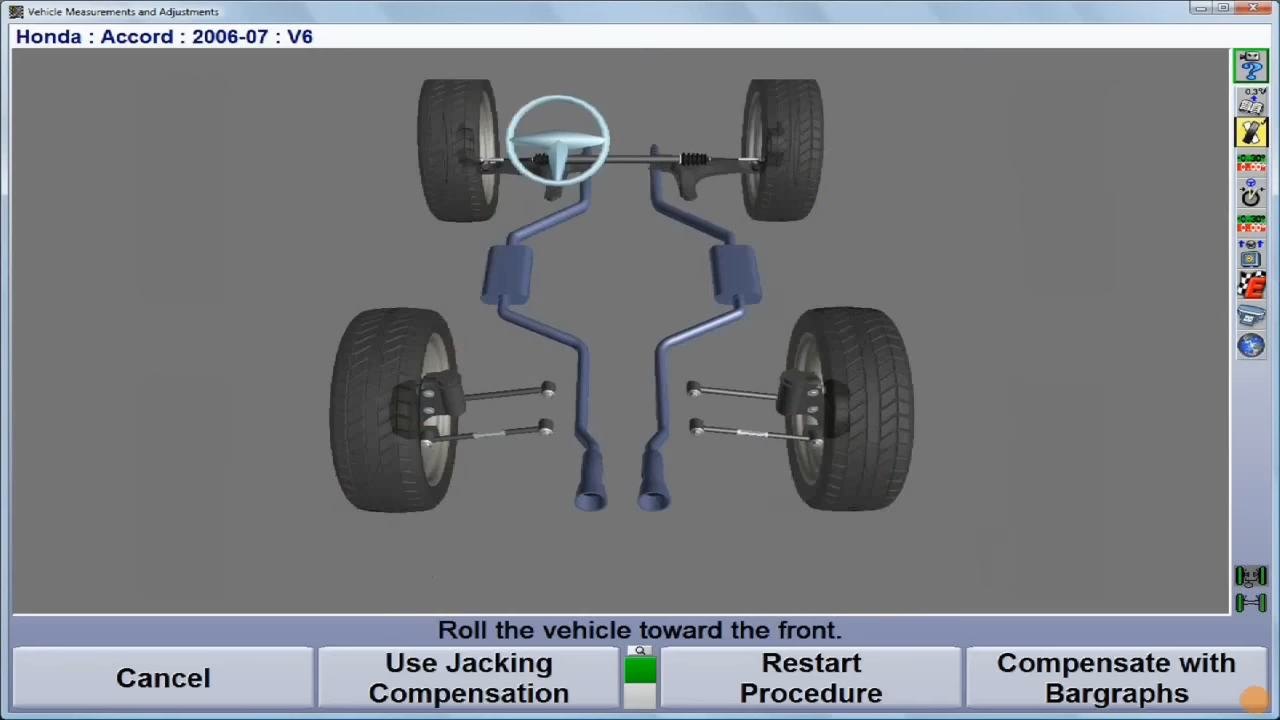 Vehicle Measurements and Adjustments
Honda : Accord : 2006-07 : V6
Roll the vehicle toward the front.
Cancel
Use Jacking
Compensation
Restart
Procedure
Compensate with
Bargraphs